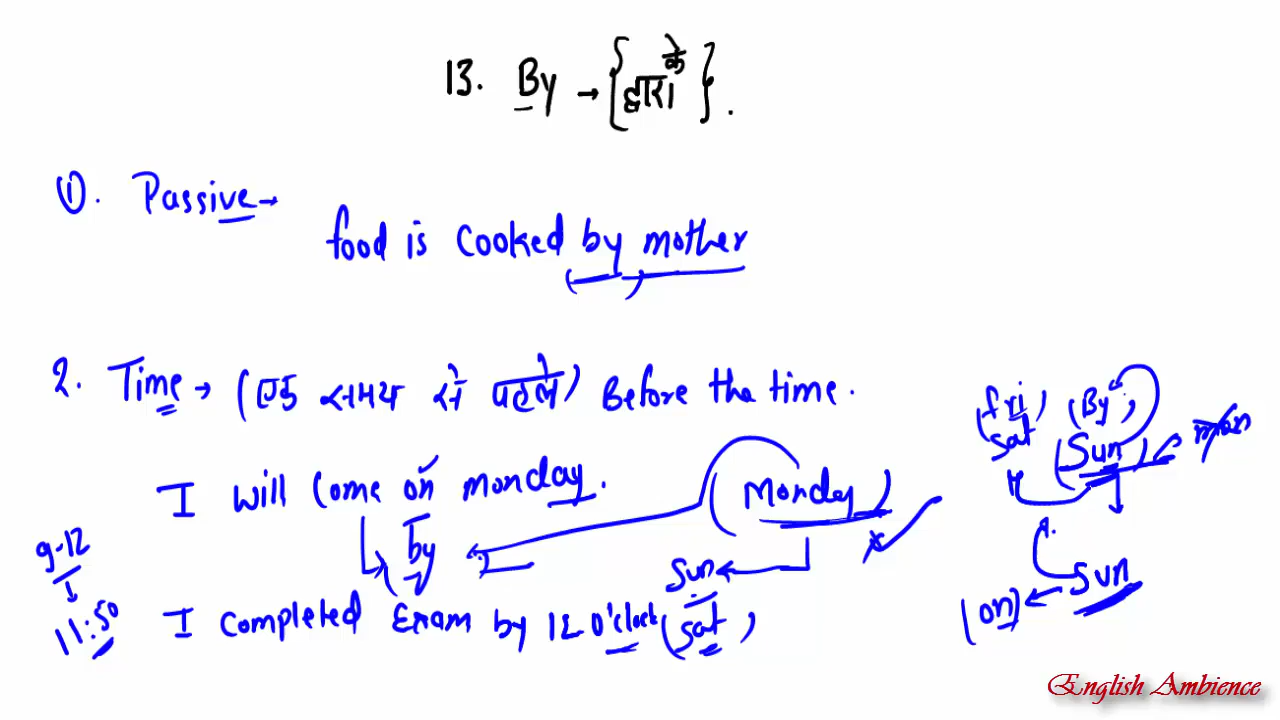 13. By → {के द्वारा}.
1). Passive →
food is cooked by mother
2. Time → (एक समय से पहले) Before the time.
(fri) (By),
sat (Sun) mon
I will come on monday. (Monday)
by
9-12
Sun
Sun
(on)
11:50 I completed Exam by 12 O'clock (sat),
English Ambience